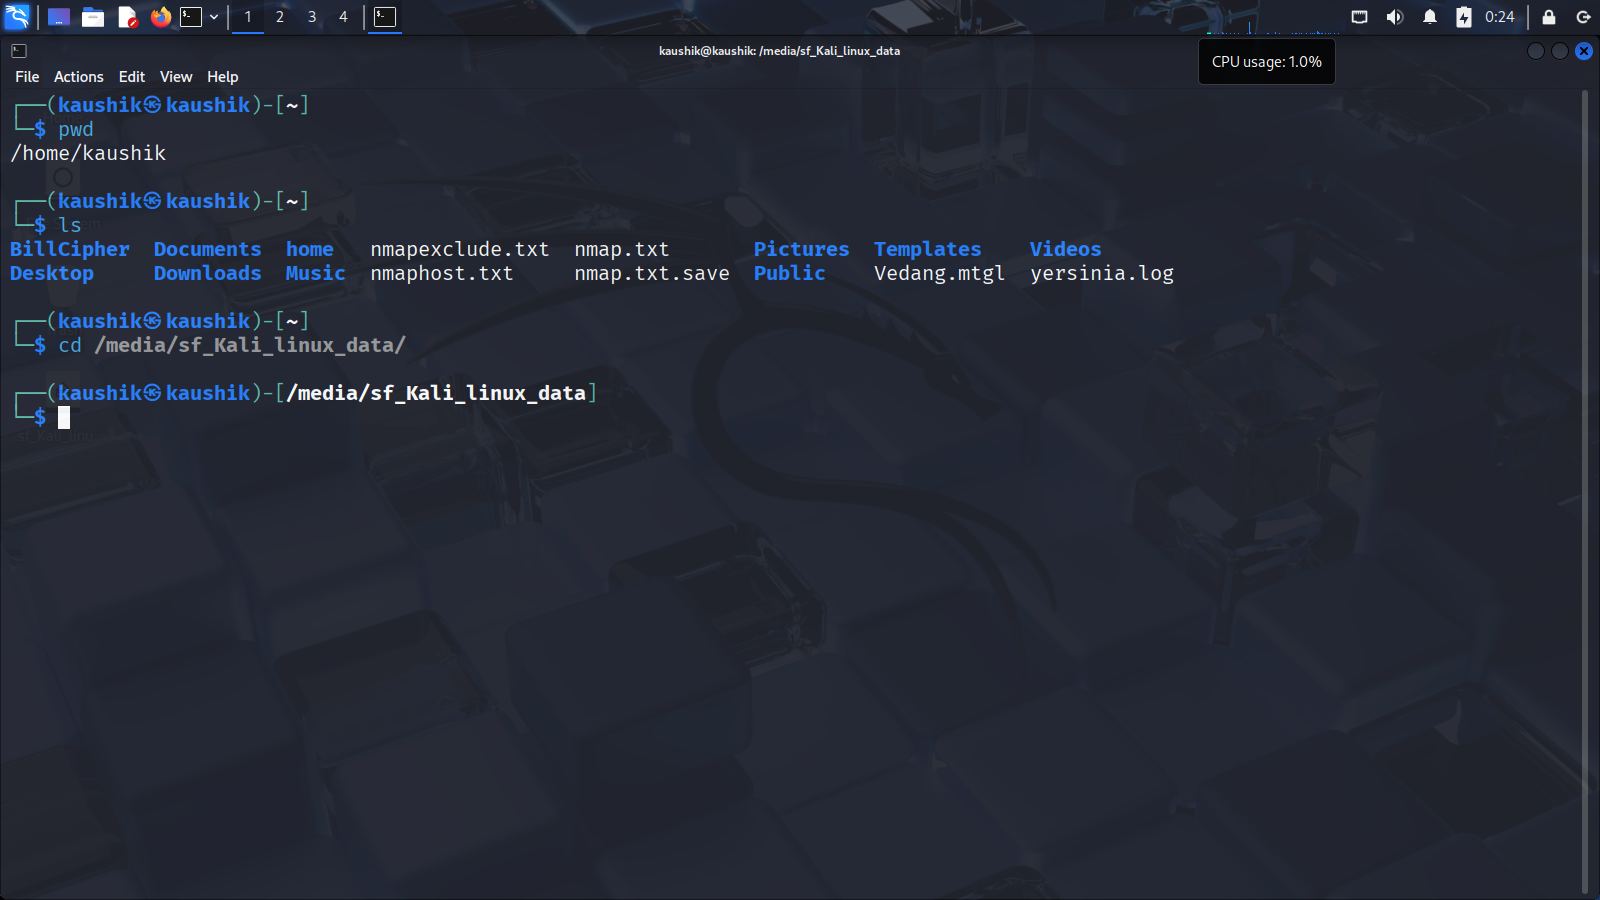 1 2 3 4 0:24
kaushik@kaushik: /media/sf_Kali_linux_data
CPU usage: 1.0%
File Actions Edit View Help
┌──(kaushik㉿kaushik)-[~]
└─$ pwd
/home/kaushik
┌──(kaushik㉿kaushik)-[~]
└─$ ls
BillCipher Documents home nmapexclude.txt nmap.txt Pictures Templates Videos
Desktop Downloads Music nmaphost.txt nmap.txt.save Public Vedang.mtgl yersinia.log
┌──(kaushik㉿kaushik)-[~]
└─$ cd /media/sf_Kali_linux_data/
┌──(kaushik㉿kaushik)-[/media/sf_Kali_linux_data]
└─$
sf_Kali_linu